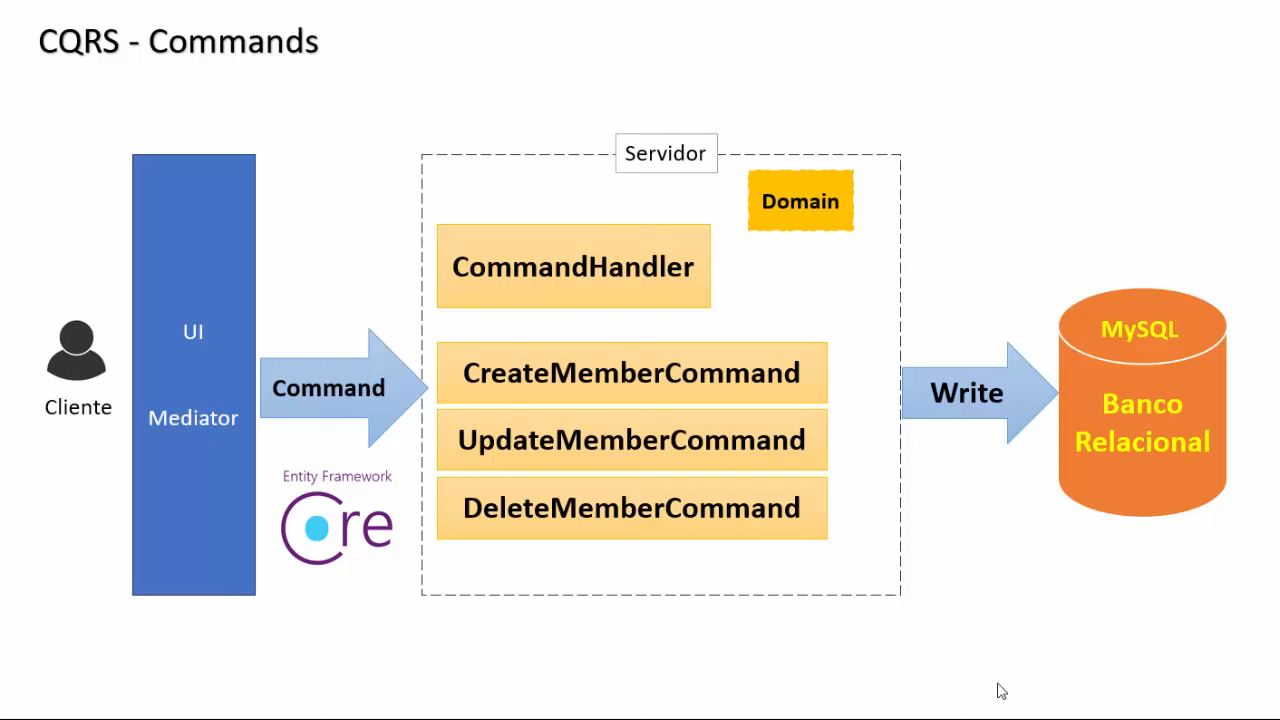 CQRS - Commands
Servidor
Domain
CommandHandler
UI
Mediator
Cliente
Command
Entity Framework
Core
CreateMemberCommand
UpdateMemberCommand
DeleteMemberCommand
Write
MySQL
Banco
Relacional